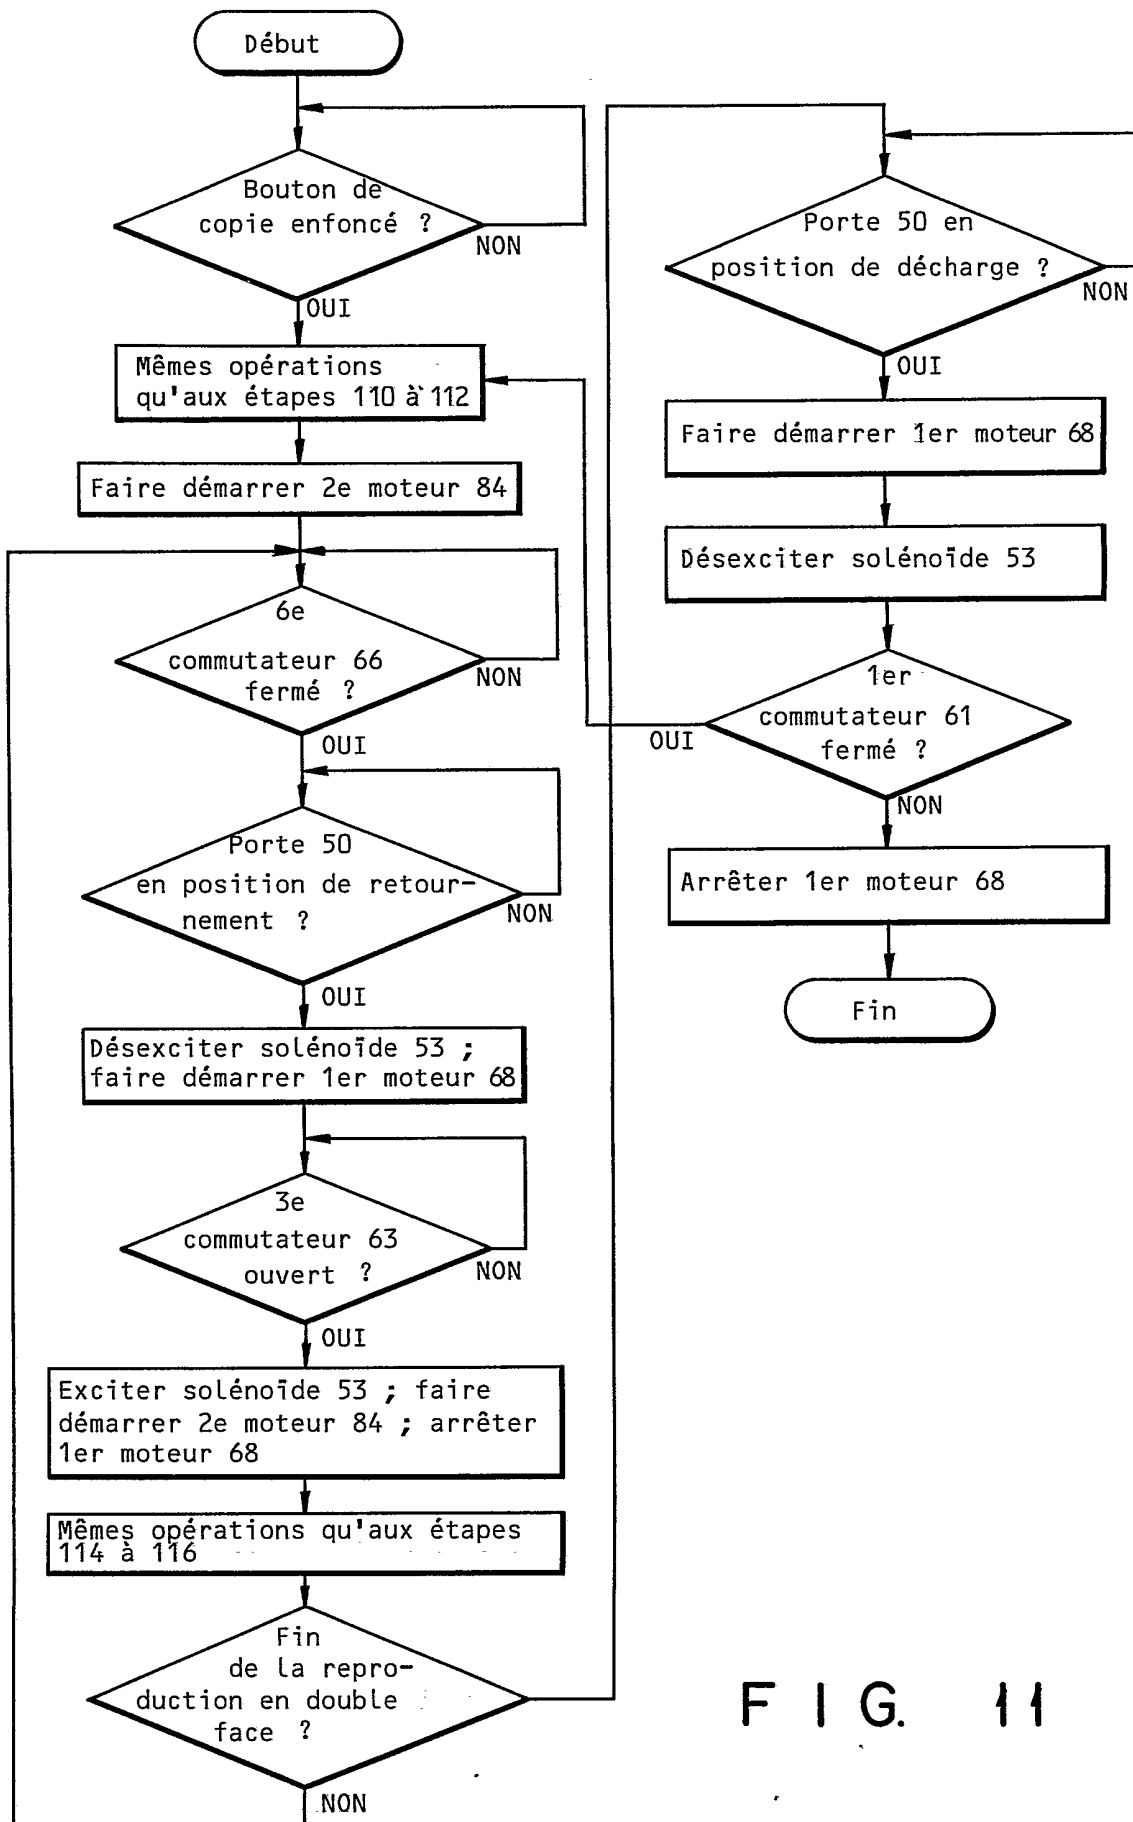 Début
Bouton de
copie enfoncé ?
NON
OUI
Mêmes opérations
qu'aux étapes 110 à 112
Faire démarrer 2e moteur 84
6e
commutateur 66
fermé ?
NON
OUI
Porte 50
en position de retour-
nement ?
NON
OUI
Désexciter solénoïde 53 ;
faire démarrer 1er moteur 68
3e
commutateur 63
ouvert ?
NON
OUI
Exciter solénoïde 53 ; faire
démarrer 2e moteur 84 ; arrêter
1er moteur 68
Mêmes opérations qu'aux étapes
114 à 116
Fin
de la repro-
duction en double
face ?
NON
Porte 50 en
position de décharge ?
NON
OUI
Faire démarrer 1er moteur 68
Désexciter solénoïde 53
1er
commutateur 61
fermé ?
OUI
NON
Arrêter 1er moteur 68
Fin
FIG. 11